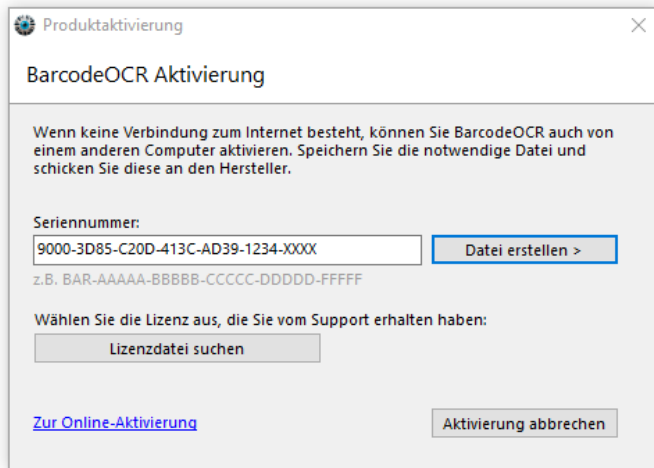 Produktaktivierung
BarcodeOCR Aktivierung
Wenn keine Verbindung zum Internet besteht, können Sie BarcodeOCR auch von
einem anderen Computer aktivieren. Speichern Sie die notwendige Datei und
schicken Sie diese an den Hersteller.
Seriennummer:
9000-3D85-C20D-413C-AD39-1234-XXXX
Datei erstellen >
z.B. BAR-AAAAA-BBBBB-CCCCC-DDDDD-FFFFF
Wählen Sie die Lizenz aus, die Sie vom Support erhalten haben:
Lizenzdatei suchen
Zur Online-Aktivierung
Aktivierung abbrechen